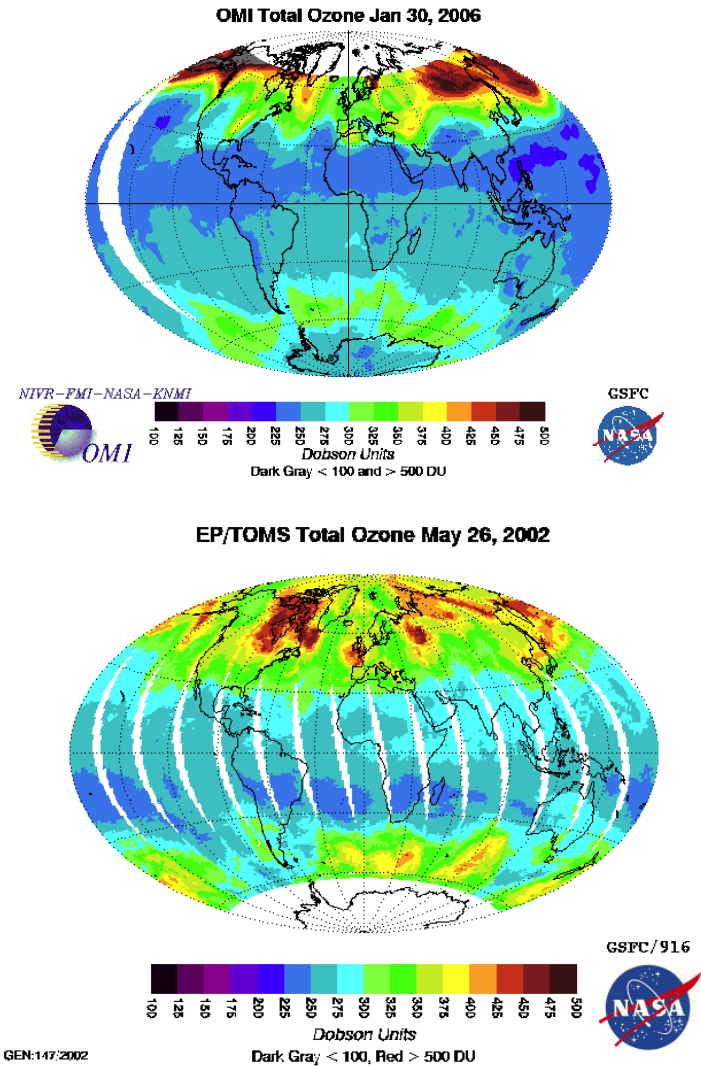 OMI Total Ozone Jan 30, 2006
NIVR-FMI-NASA-KNMI
OMI
GSFC
NASA
100 125 150 175 200 225 250 275 300 325 350 375 400 425 450 475 500
Dobson Units
Dark Gray < 100 and > 500 DU
EP/TOMS Total Ozone May 26, 2002
GSFC/916
NASA
100 125 150 175 200 225 250 275 300 325 350 375 400 425 450 475 500
Dobson Units
GEN:147/2002
Dark Gray < 100, Red > 500 DU